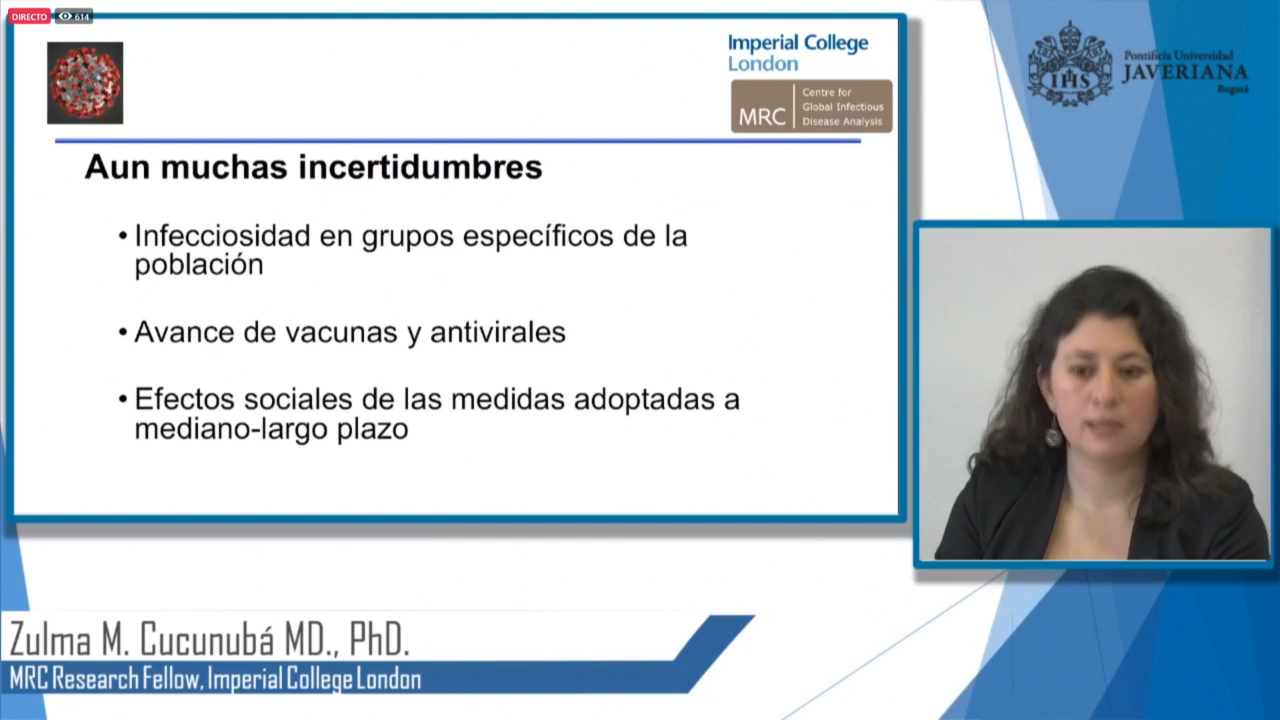 DIRECTO 614
Imperial College
London
MRC
Centre for
Global Infectious
Disease Analysis
IHS
Pontificia Universidad
JAVERIANA
Bogotá
Aun muchas incertidumbres
• Infecciosidad en grupos específicos de la
población
• Avance de vacunas y antivirales
• Efectos sociales de las medidas adoptadas a
mediano-largo plazo
Zulma M. Cucunubá MD., PhD.
MRC Research Fellow, Imperial College London